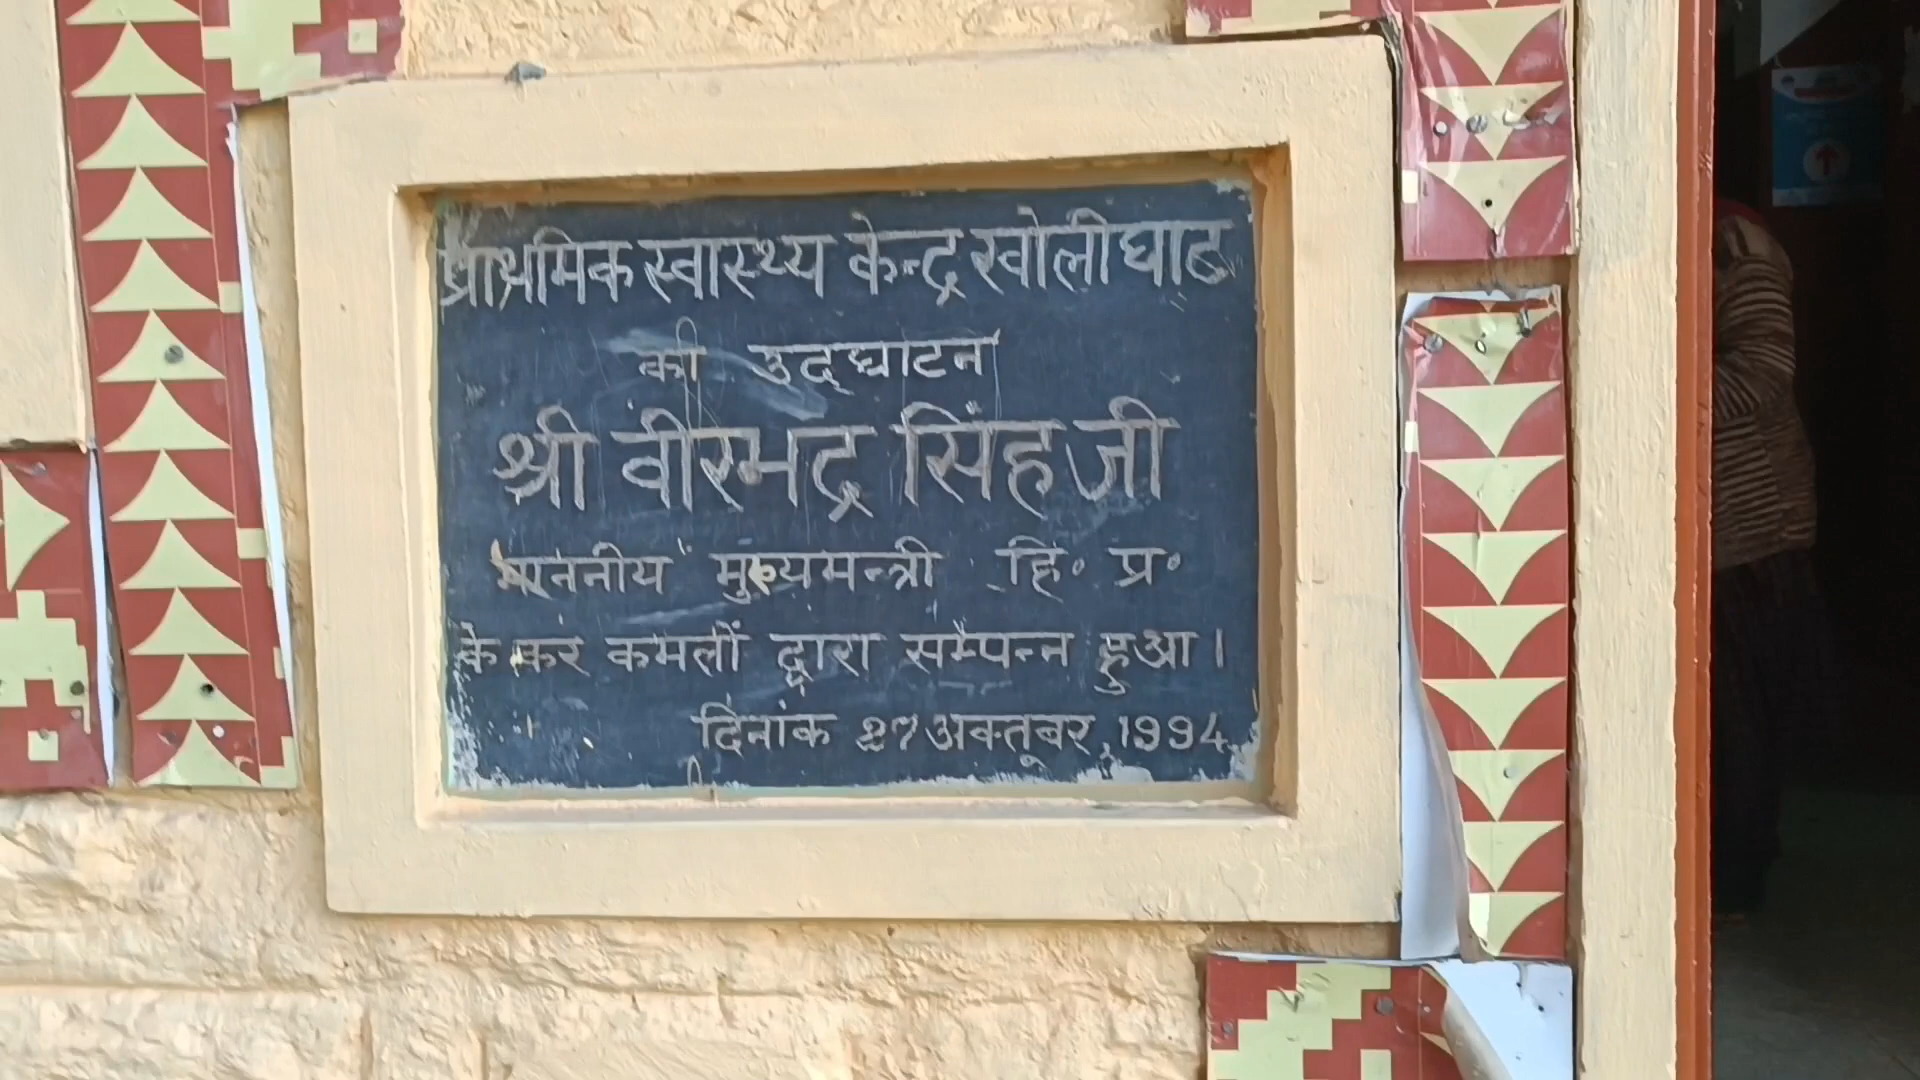 प्राथमिक स्वास्थ्य केन्द्र खोलीघाट
की उद्घाटन
श्री वीरभद्र सिंह जी
माननीय मुख्यमन्त्री हि॰ प्र॰
के कर कमलों द्वारा सम्पन्न हुआ।
दिनांक 27 अक्तूबर, 1994